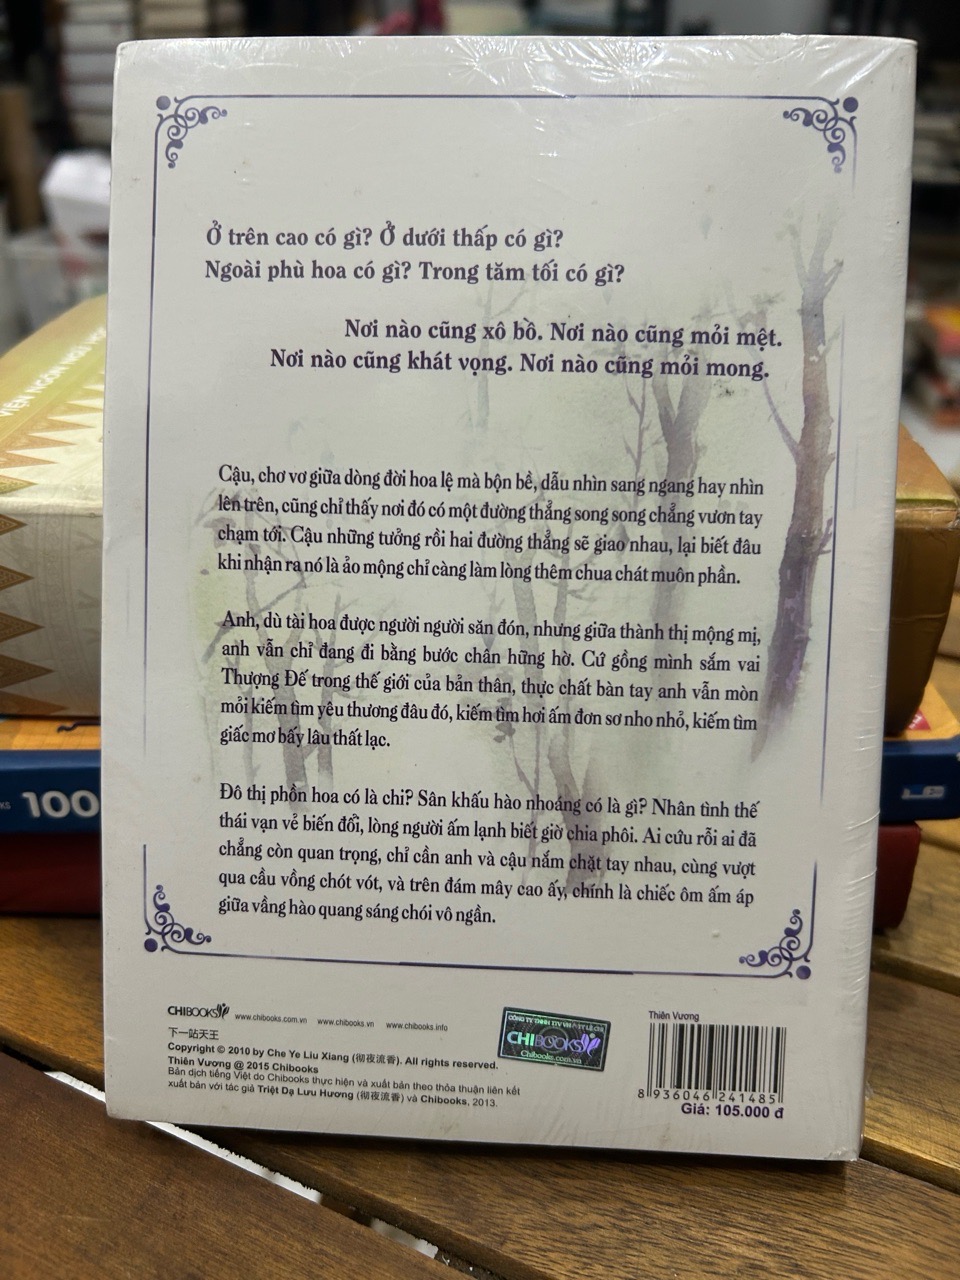 Ở trên cao có gì? Ở dưới thấp có gì?
Ngoài phù hoa có gì? Trong tăm tối có gì?
Nơi nào cũng xô bồ. Nơi nào cũng mỏi mệt.
Nơi nào cũng khát vọng. Nơi nào cũng mỏi mong.
Cậu, chơ vơ giữa dòng đời hoa lệ mà bộn bề, dẫu nhìn sang ngang hay nhìn
lên trên, cũng chỉ thấy nơi đó có một đường thẳng song song chẳng vươn tay
chạm tới. Cậu những tưởng rồi hai đường thẳng sẽ giao nhau, lại biết đâu
khi nhận ra nó là ảo mộng chỉ càng làm lòng thêm chua chát muôn phần.
Anh, dù tài hoa được người người săn đón, nhưng giữa thành thị mộng mị,
anh vẫn chỉ đang đi bằng bước chân hững hờ. Cứ gồng mình sắm vai
Thượng Đế trong thế giới của bản thân, thực chất bàn tay anh vẫn mòn
mỏi kiếm tìm yêu thương đâu đó, kiếm tìm hơi ấm đơn sơ nho nhỏ, kiếm tìm
giấc mơ bấy lâu thất lạc.
Đô thị phồn hoa có là chi? Sân khấu hào nhoáng có là gì? Nhân tình thế
thái vạn vẻ biến đổi, lòng người ấm lạnh biết giờ chia phôi. Ai cứu rỗi ai đã
chẳng còn quan trọng, chỉ cần anh và cậu nắm chặt tay nhau, cùng vượt
qua cầu vồng chót vót, và trên đám mây cao ấy, chính là chiếc ôm ấm áp
giữa vầng hào quang sáng chói vô ngần.
CHIBOOKS www.chibooks.com.vn www.chibooks.vn www.chibooks.info
下一站天王
Copyright © 2010 by Che Ye Liu Xiang (彻夜流香). All rights reserved.
Thiên Vương @ 2015 Chibooks
Bản dịch tiếng Việt do Chibooks thực hiện và xuất bản theo thỏa thuận liên kết
xuất bản với tác giả Triệt Dạ Lưu Hương (彻夜流香) và Chibooks, 2013.
CÔNG TY TNHH TTV VH
CHIBOOKS
Chibooks.com.vn
Thiên Vương
8 936046 241485
Giá: 105.000 đ
VIỆN NGÔN NGỮ HỌC
100